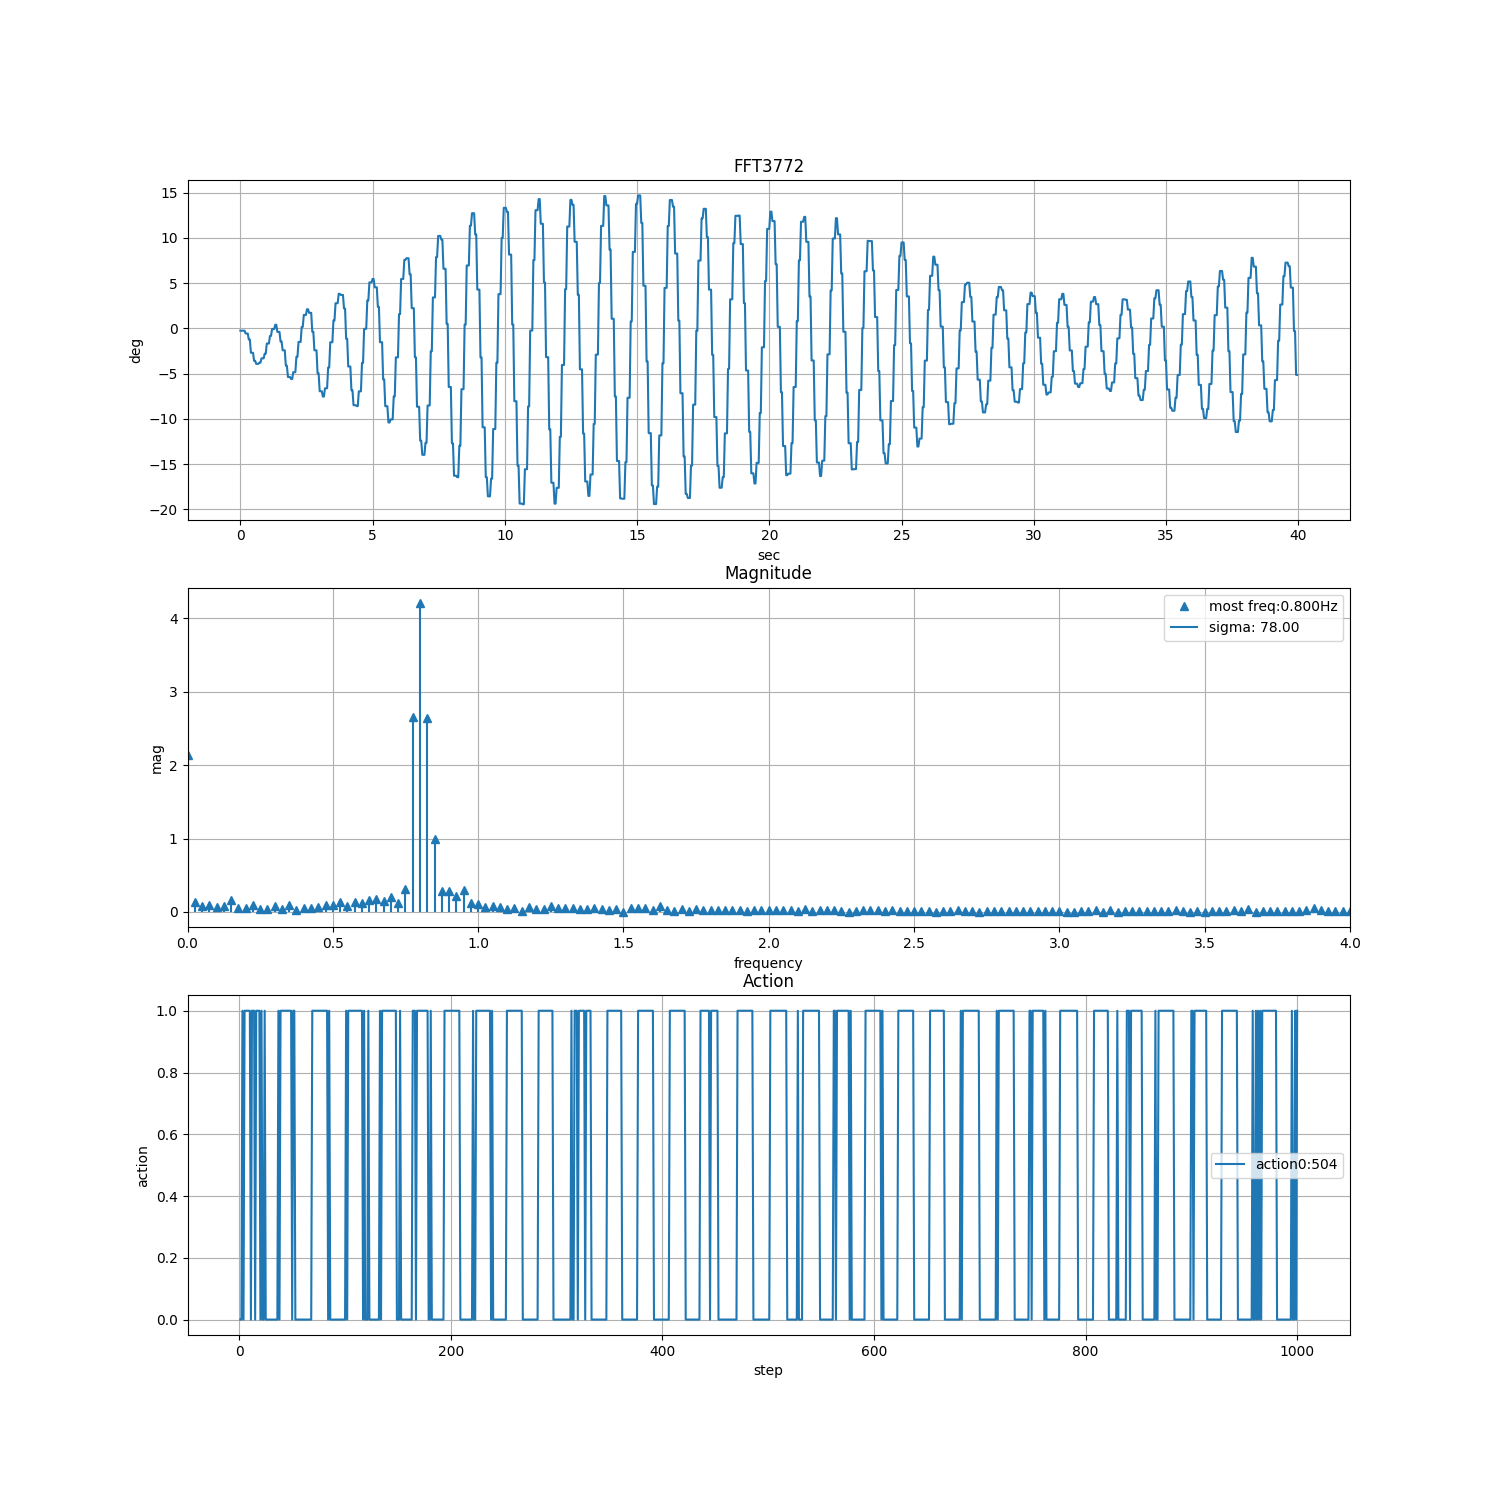 FFT3772
15
10
5
0
−5
−10
−15
−20
deg
0 5 10 15 20 25 30 35 40
sec
Magnitude
4
3
2
1
0
mag
most freq:0.800Hz
sigma: 78.00
0.0 0.5 1.0 1.5 2.0 2.5 3.0 3.5 4.0
frequency
Action
1.0
0.8
0.6
0.4
0.2
0.0
action
action0:504
0 200 400 600 800 1000
step